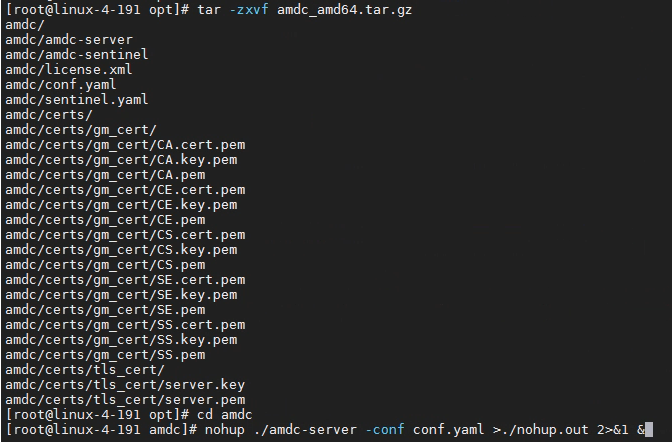 [root@linux-4-191 opt]# tar -zxvf amdc_amd64.tar.gz
amdc/
amdc/amdc-server
amdc/amdc-sentinel
amdc/license.xml
amdc/conf.yaml
amdc/sentinel.yaml
amdc/certs/
amdc/certs/gm_cert/
amdc/certs/gm_cert/CA.cert.pem
amdc/certs/gm_cert/CA.key.pem
amdc/certs/gm_cert/CA.pem
amdc/certs/gm_cert/CE.cert.pem
amdc/certs/gm_cert/CE.key.pem
amdc/certs/gm_cert/CE.pem
amdc/certs/gm_cert/CS.cert.pem
amdc/certs/gm_cert/CS.key.pem
amdc/certs/gm_cert/CS.pem
amdc/certs/gm_cert/SE.cert.pem
amdc/certs/gm_cert/SE.key.pem
amdc/certs/gm_cert/SE.pem
amdc/certs/gm_cert/SS.cert.pem
amdc/certs/gm_cert/SS.key.pem
amdc/certs/gm_cert/SS.pem
amdc/certs/tls_cert/
amdc/certs/tls_cert/server.key
amdc/certs/tls_cert/server.pem
[root@linux-4-191 opt]# cd amdc
[root@linux-4-191 amdc]# nohup ./amdc-server -conf conf.yaml >./nohup.out 2>&1 &